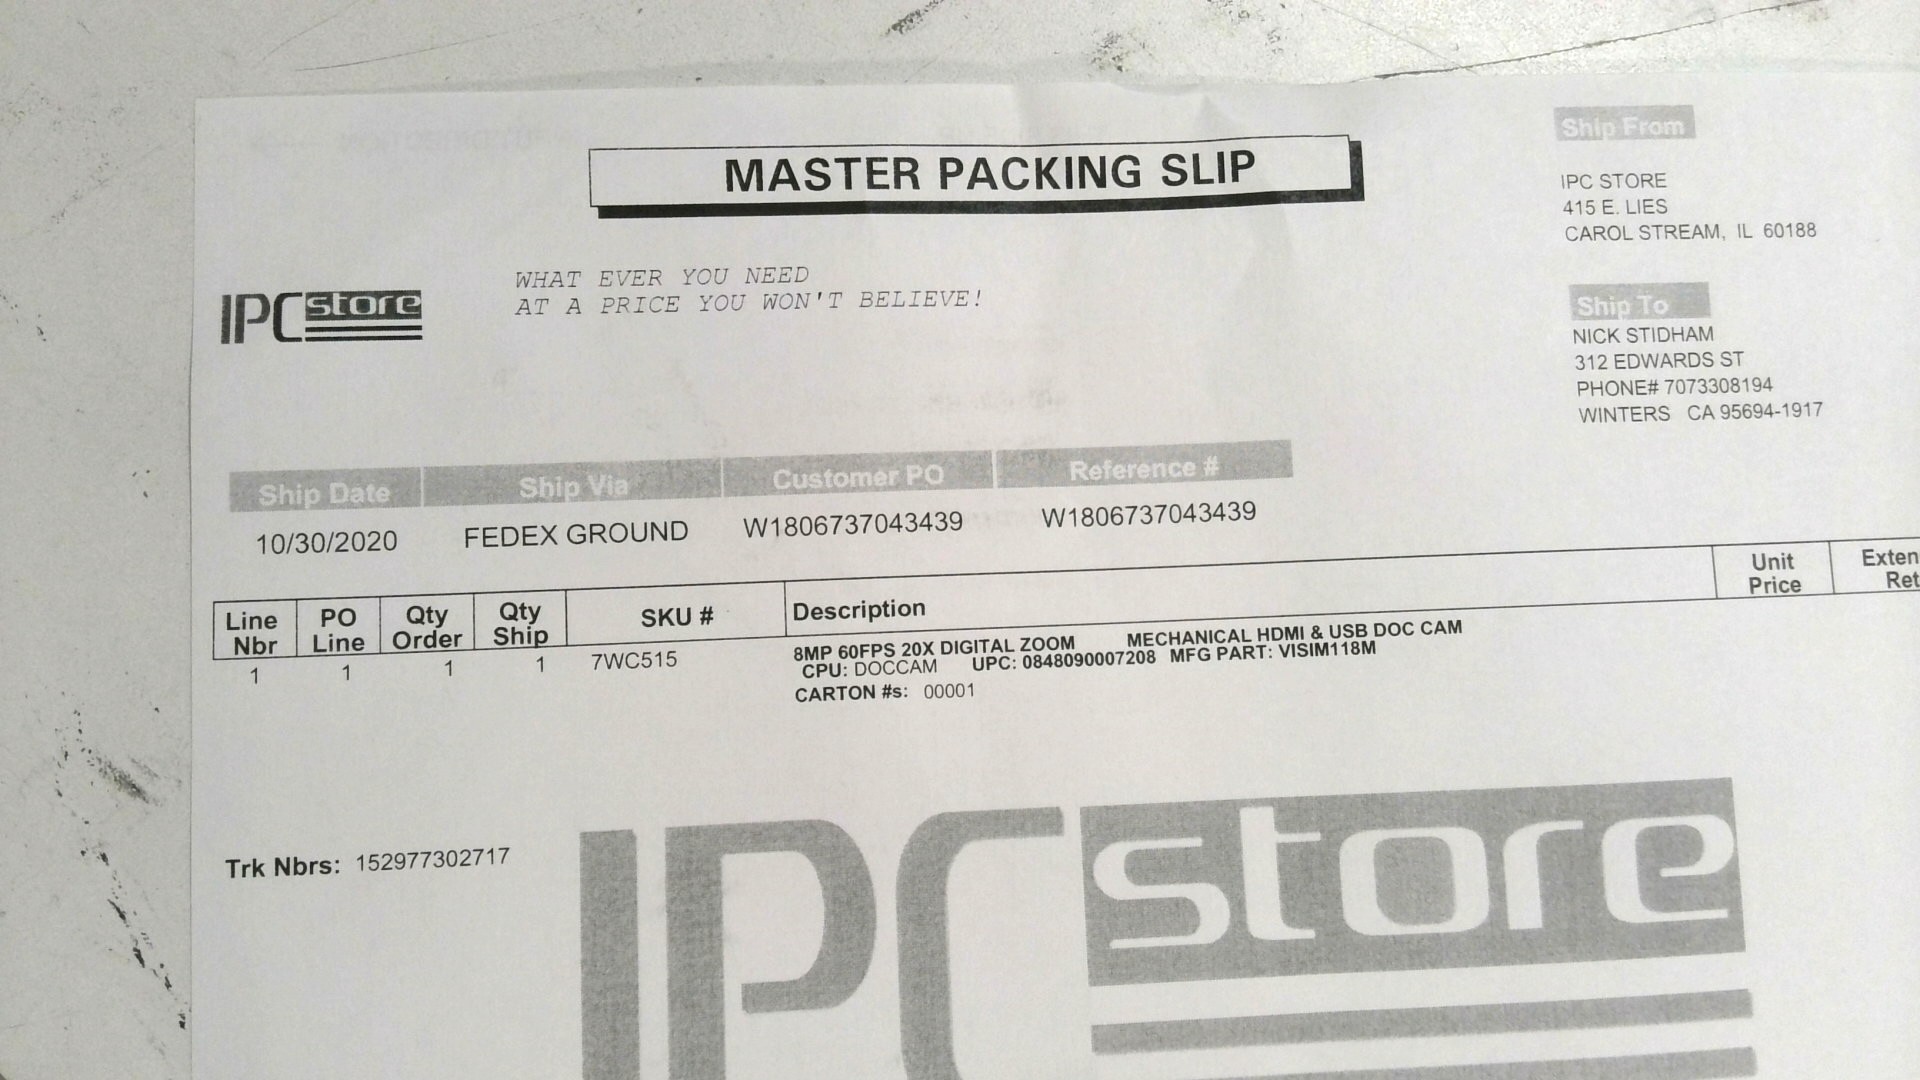 MASTER PACKING SLIP
Ship From
IPC STORE
415 E. LIES
CAROL STREAM, IL 60188
IPC store
WHAT EVER YOU NEED
AT A PRICE YOU WON'T BELIEVE!
Ship To
NICK STIDHAM
312 EDWARDS ST
PHONE# 7073308194
WINTERS CA 95694-1917
Ship Date Ship Via Customer PO Reference #
10/30/2020 FEDEX GROUND W1806737043439 W1806737043439
Line Nbr PO Line Qty Order Qty Ship SKU # Description Unit Price
1 1 1 1 7WC515 8MP 60FPS 20X DIGITAL ZOOM MECHANICAL HDMI & USB DOC CAM
CPU: DOCCAM UPC: 0848090007208 MFG PART: VISIM118M
CARTON #s: 00001
Trk Nbrs: 152977302717
IPC store